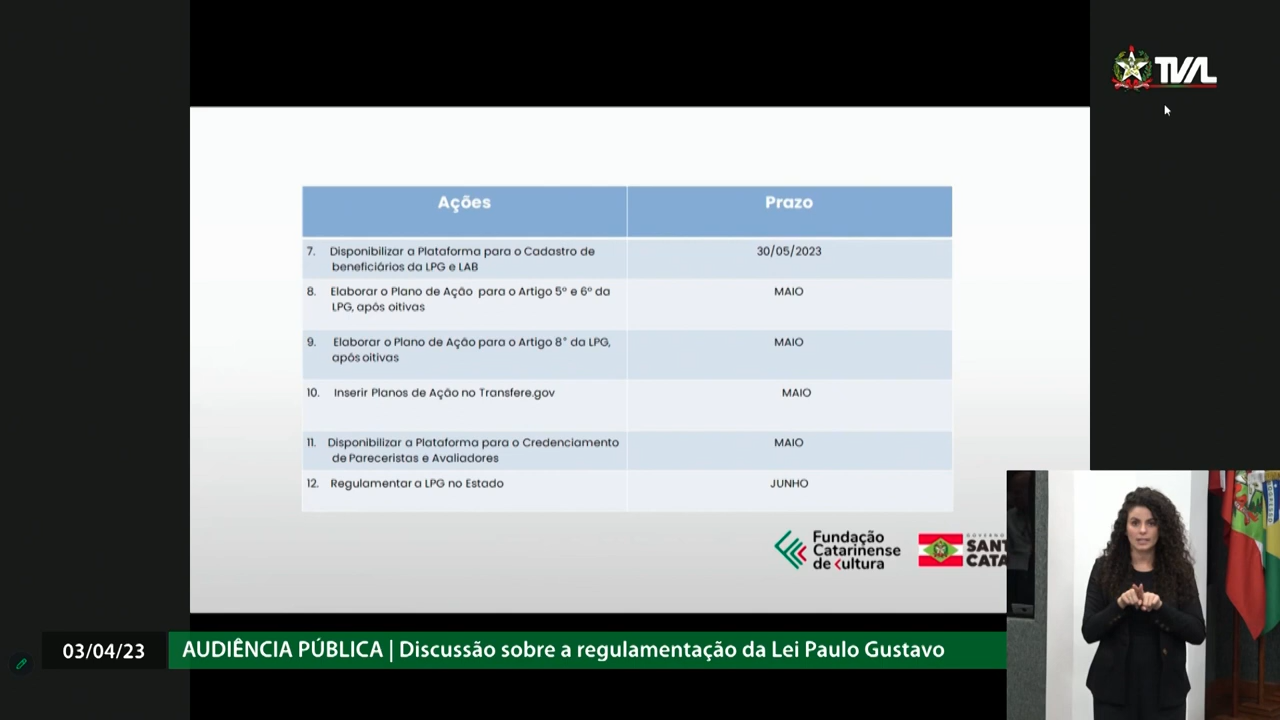 TVAL
Ações
Prazo
7. Disponibilizar a Plataforma para o Cadastro de
beneficiários da LPG e LAB
30/05/2023
8. Elaborar o Plano de Ação para o Artigo 5º e 6º da
LPG, após oitivas
MAIO
9. Elaborar o Plano de Ação para o Artigo 8° da LPG,
após oitivas
MAIO
10. Inserir Planos de Ação no Transfere.gov
MAIO
11. Disponibilizar a Plataforma para o Credenciamento
de Pareceristas e Avaliadores
MAIO
12. Regulamentar a LPG no Estado
JUNHO
Fundação
Catarinense
de Cultura
GOVERNO
SANT
CATA
03/04/23
AUDIÊNCIA PÚBLICA | Discussão sobre a regulamentação da Lei Paulo Gustavo